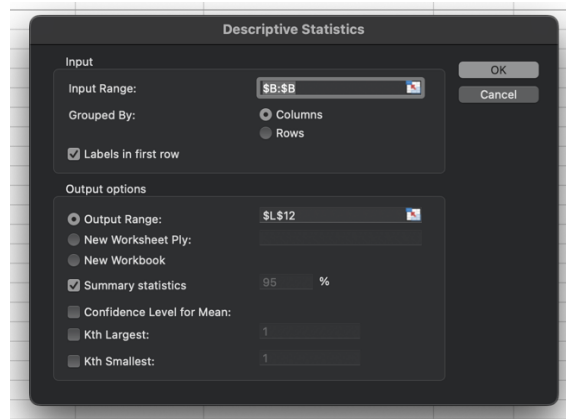 Descriptive Statistics
Input
OK
Input Range: $B:$B
Cancel
Grouped By: Columns
Rows
Labels in first row
Output options
Output Range: $L$12
New Worksheet Ply:
New Workbook
Summary statistics 95 %
Confidence Level for Mean:
Kth Largest: 1
Kth Smallest: 1